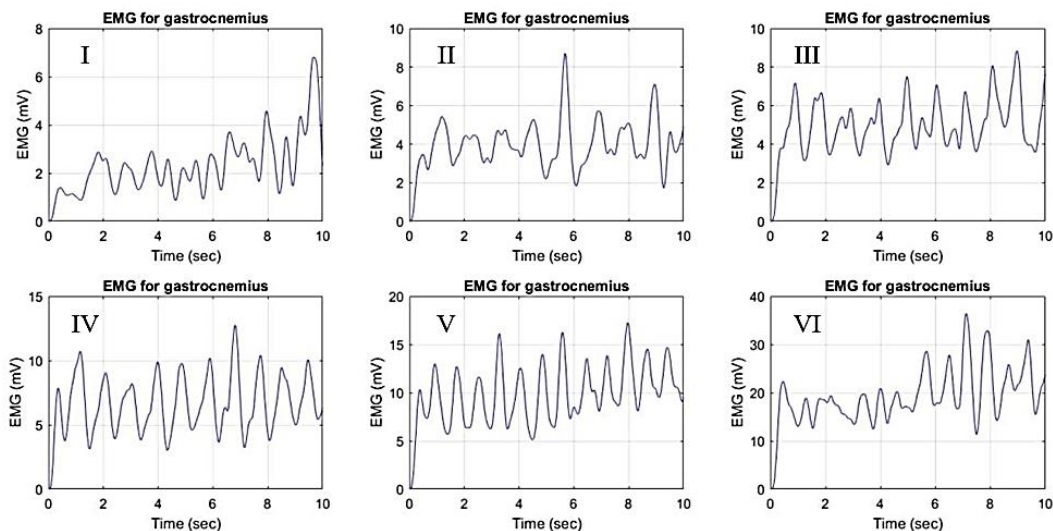 EMG for gastrocnemius
I
EMG (mV)
8
6
4
2
0
0 2 4 6 8 10
Time (sec)
EMG for gastrocnemius
II
EMG (mV)
10
8
6
4
2
0
0 2 4 6 8 10
Time (sec)
EMG for gastrocnemius
III
EMG (mV)
10
8
6
4
2
0
0 2 4 6 8 10
Time (sec)
EMG for gastrocnemius
IV
EMG (mV)
15
10
5
0
0 2 4 6 8 10
Time (sec)
EMG for gastrocnemius
V
EMG (mV)
20
15
10
5
0
0 2 4 6 8 10
Time (sec)
EMG for gastrocnemius
VI
EMG (mV)
40
30
20
10
0
0 2 4 6 8 10
Time (sec)